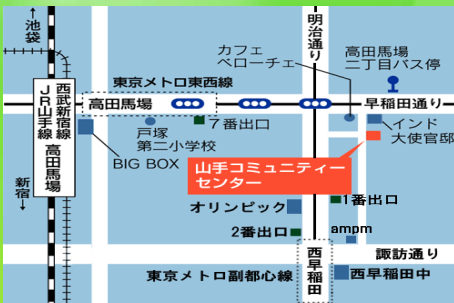 ↑
池袋
明治通り
カフェ
ベローチェ
高田馬場
二丁目バス停
東京メトロ東西線
西武新宿線
JR山手線
高田馬場
高田馬場
早稲田通り
戸塚
第二小学校
7番出口
インド
大使官邸
BIG BOX
山手コミュニティー
センター
新宿
↓
オリンピック
1番出口
2番出口
ampm
諏訪通り
西早稲田
東京メトロ副都心線
西早稲田中